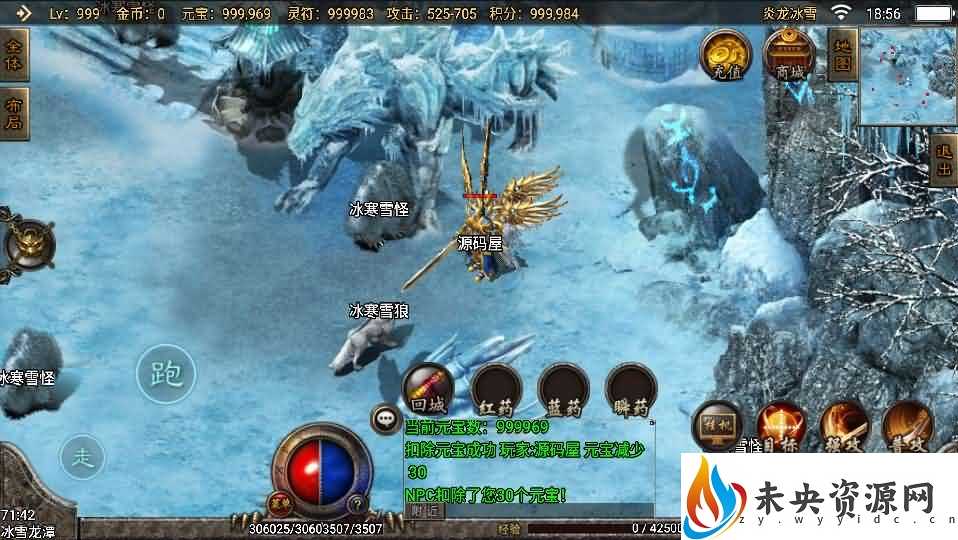 Lv: 999 金币: 0 元宝: 999,969 灵符: 999983 攻击: 525-705 积分: 999,984 炎龙冰雪 18:56
全体
布局
充值
商城
地图
退出
冰寒雪怪
源码屋
冰寒雪狼
冰寒雪怪
跑
走
回城
红药
蓝药
瞬药
当前元宝数: 999969
扣除元宝成功 玩家:源码屋 元宝减少
30
NPC扣除了您30个元宝!
附近
挂机
雪怪
目标
强攻
普攻
71:42
冰雪龙潭
306025/30603507/3507
经验
0 / 42500
未央资源网
zy.wyyidc.cn